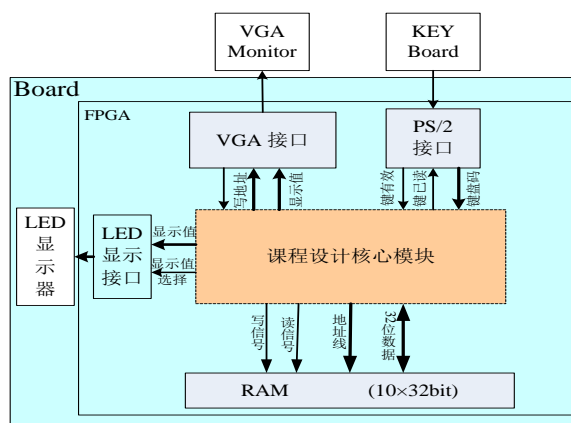 VGA
Monitor
KEY
Board
Board
FPGA
VGA 接口
PS/2
接口
写地址
显示值
键有效
键已读
键盘码
LED
显
示
器
LED
显示
接口
显示值
显示值
选择
课程设计核心模块
写信号
读信号
地址线
32位数据
RAM (10×32bit)